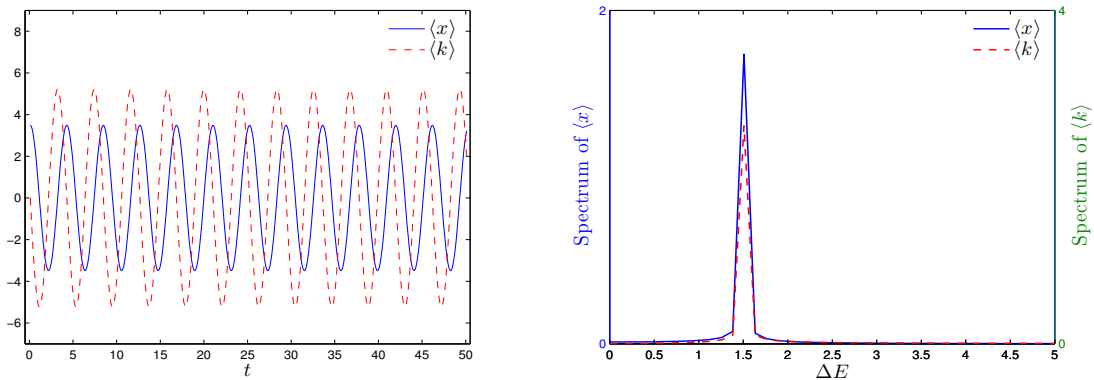 8
6
4
2
0
−2
−4
−6
0 5 10 15 20 25 30 35 40 45 50
t
⟨x⟩
⟨k⟩
2
0
Spectrum of ⟨x⟩
0 0.5 1 1.5 2 2.5 3 3.5 4 4.5 5
ΔE
⟨x⟩
⟨k⟩
4
0
Spectrum of ⟨k⟩